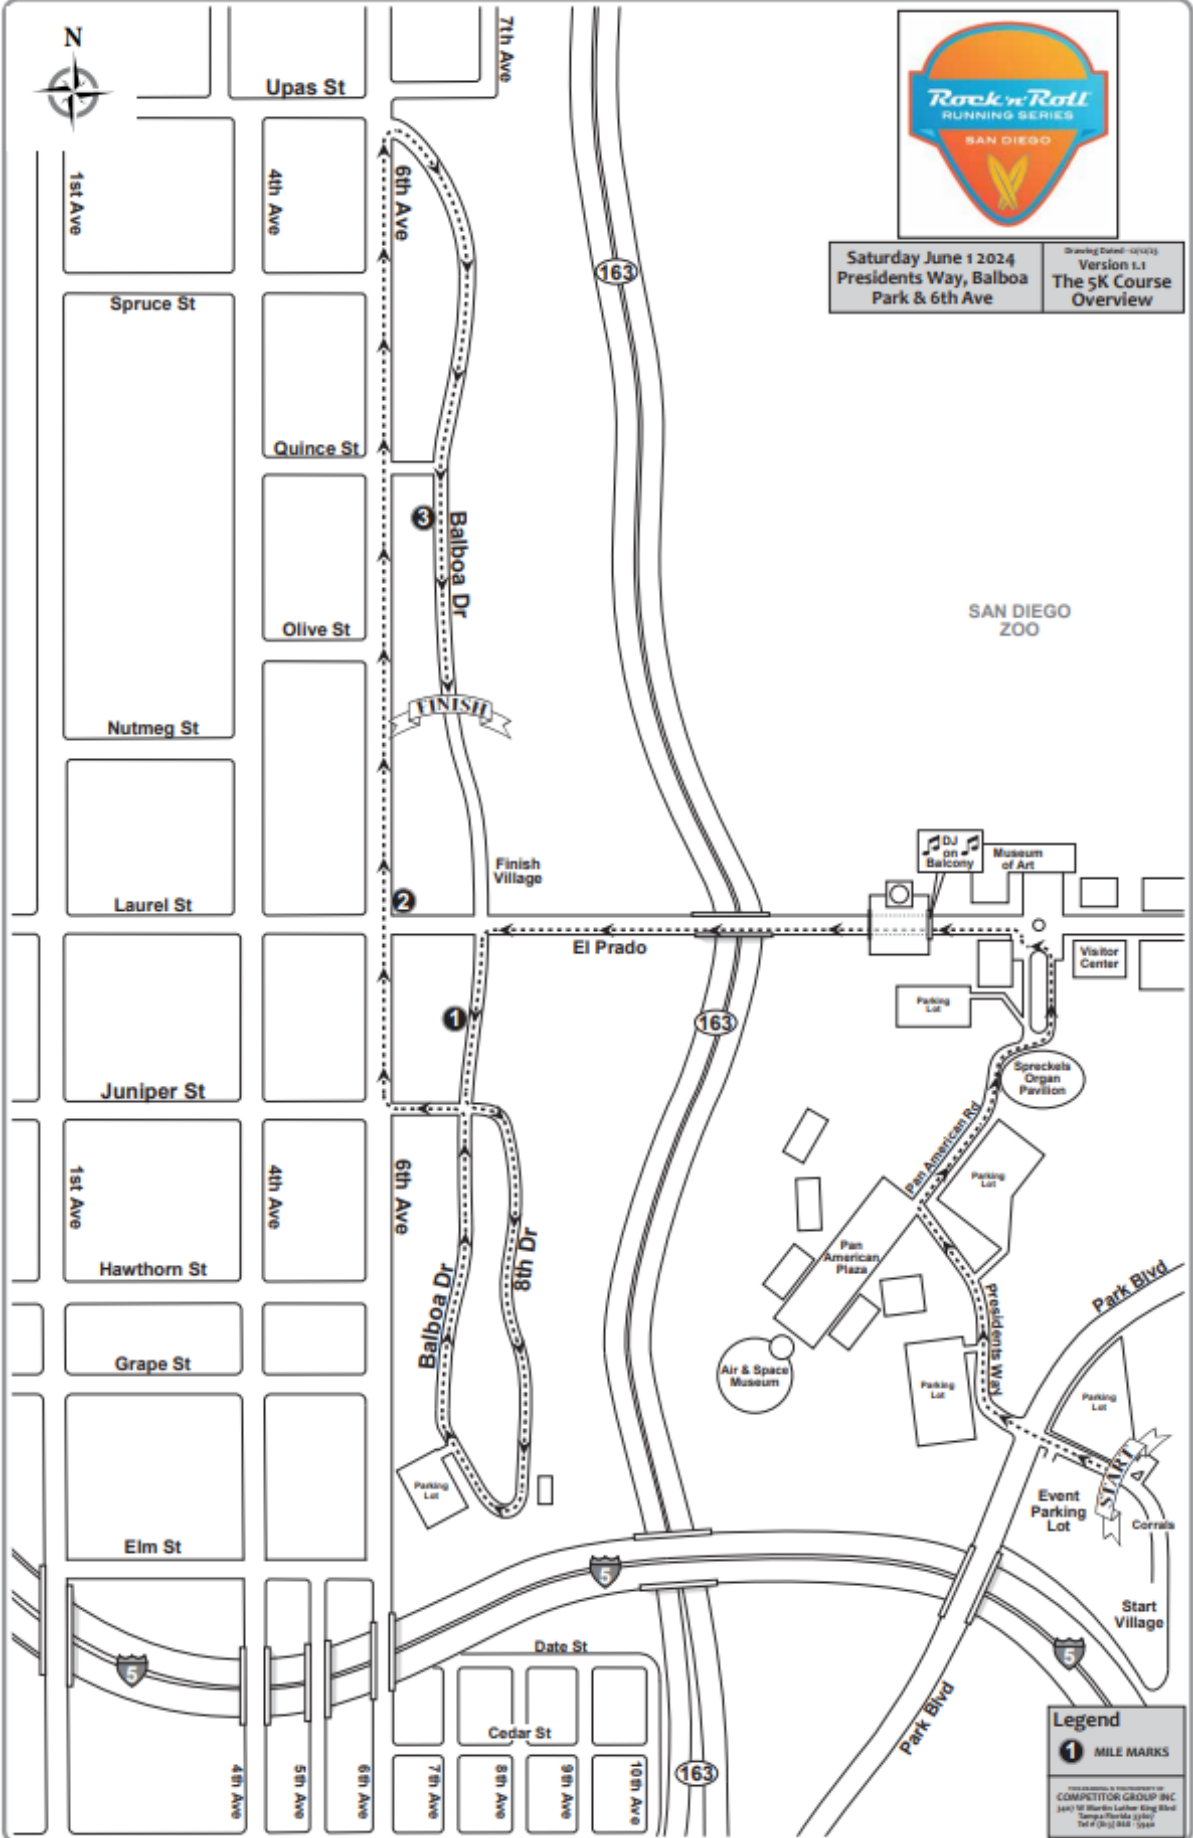 N
Upas St
7th Ave
Rock'n'Roll
RUNNING SERIES
SAN DIEGO
1st Ave
4th Ave
6th Ave
163
Saturday June 1 2024
Presidents Way, Balboa
Park & 6th Ave
Version 1.1
The 5K Course
Overview
Spruce St
Quince St
3
Balboa Dr
Olive St
SAN DIEGO
ZOO
FINISH
Nutmeg St
Finish
Village
DJ
on
Balcony
Museum
of Art
Laurel St
2
El Prado
Visitor
Center
Parking
Lot
1
163
Juniper St
Spreckels
Organ
Pavilion
Pan American Rd
1st Ave
4th Ave
6th Ave
Parking
Lot
8th Dr
Pan
American
Plaza
Hawthorn St
Balboa Dr
Park Blvd
Presidents Way
Grape St
Air & Space
Museum
Parking
Lot
Parking
Lot
START
Parking
Lot
Event
Parking
Lot
Corrals
Elm St
5
Start
Village
Date St
5
5
Park Blvd
Legend
1 MILE MARKS
Cedar St
4th Ave
5th Ave
6th Ave
7th Ave
8th Ave
9th Ave
10th Ave
163
COMPETITOR GROUP INC